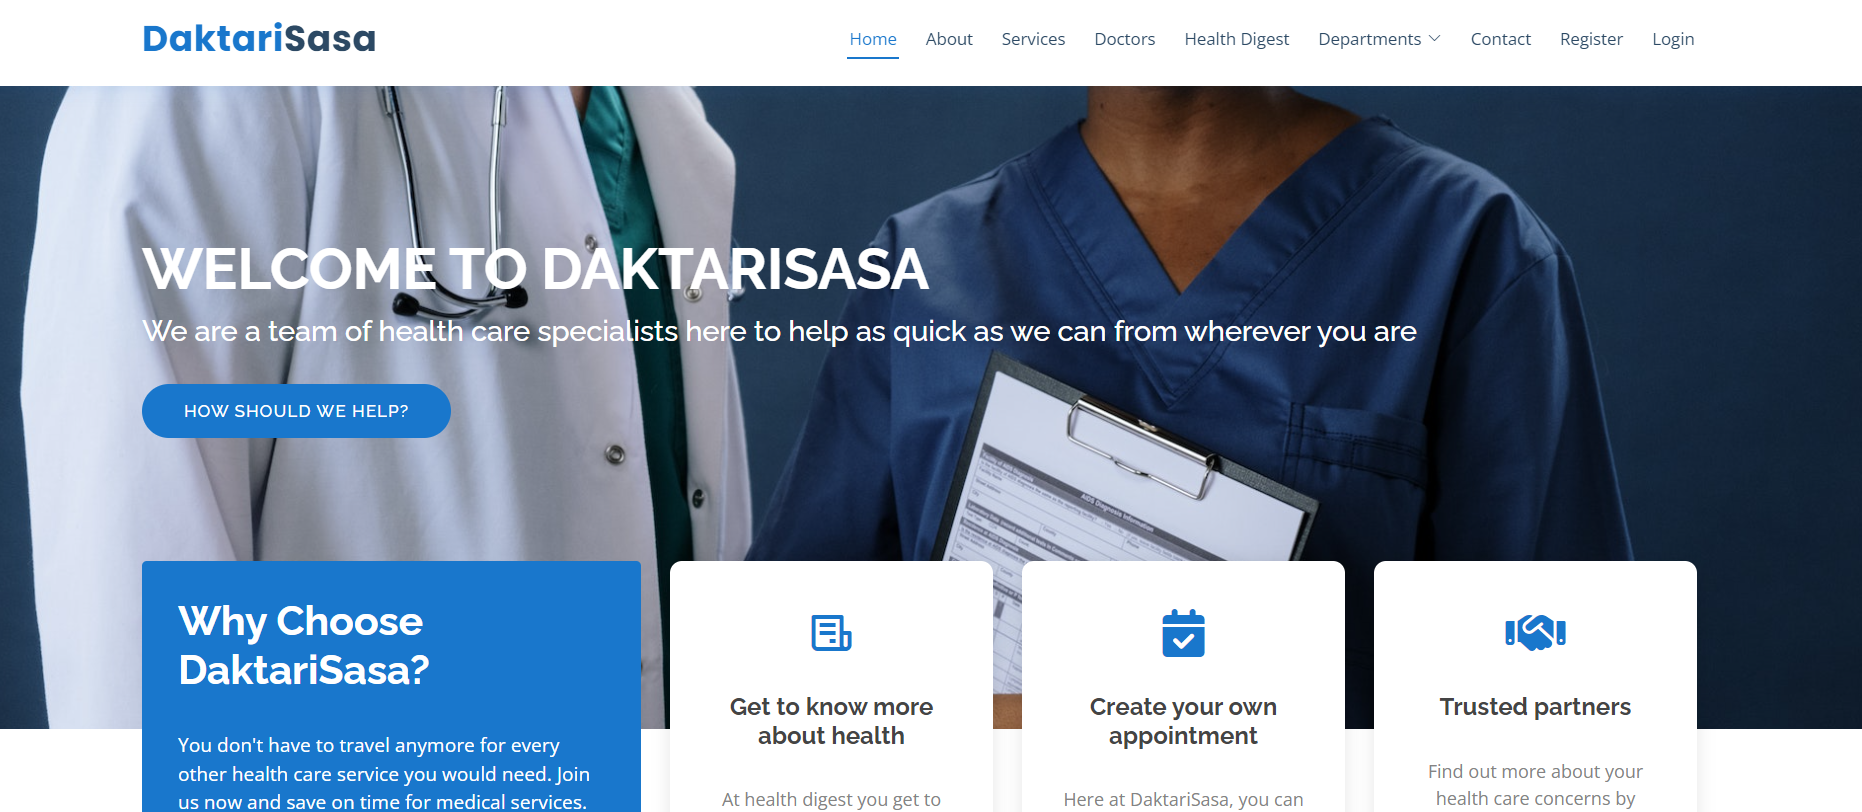 DaktariSasa
Home About Services Doctors Health Digest Departments Contact Register Login
WELCOME TO DAKTARISASA
We are a team of health care specialists here to help as quick as we can from wherever you are
HOW SHOULD WE HELP?
AIDS Diagnosis Information
Why Choose
DaktariSasa?
You don't have to travel anymore for every
other health care service you would need. Join
us now and save on time for medical services.
Get to know more
about health
At health digest you get to
Create your own
appointment
Here at DaktariSasa, you can
Trusted partners
Find out more about your
health care concerns by